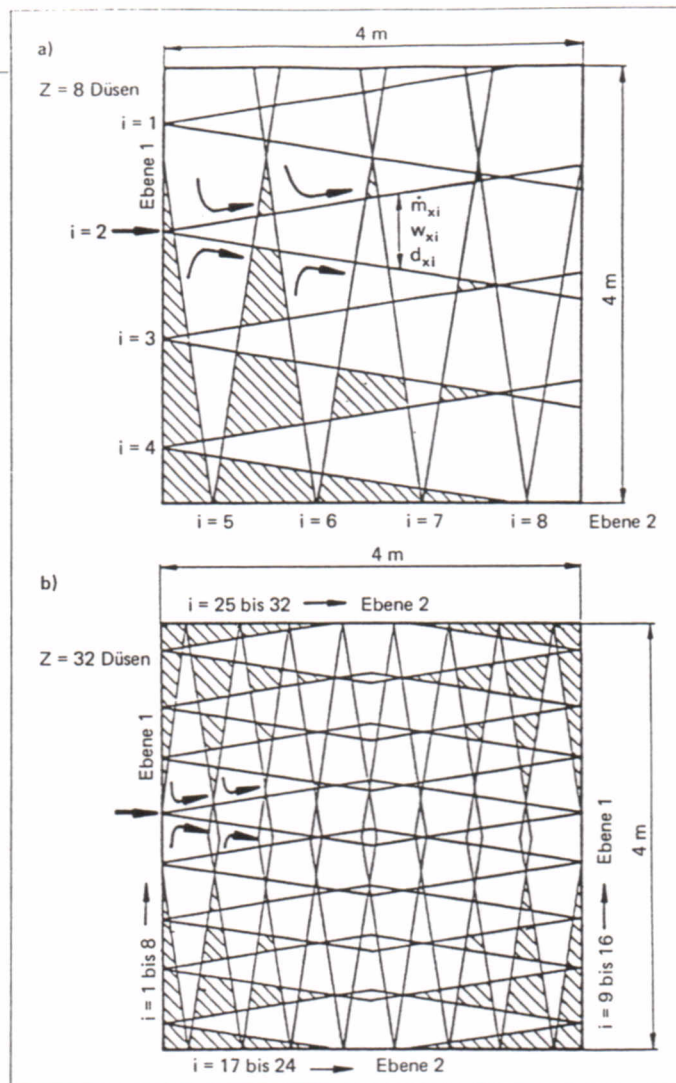 a)
4 m
Z = 8 Düsen
i = 1
Ebene 1
i = 2
ṁxi
wxi
dxi
4 m
i = 3
i = 4
i = 5
i = 6
i = 7
i = 8
Ebene 2
4 m
b)
i = 25 bis 32
Ebene 2
Z = 32 Düsen
Ebene 1
Ebene 1
4 m
i = 1 bis 8
i = 9 bis 16
i = 17 bis 24
Ebene 2